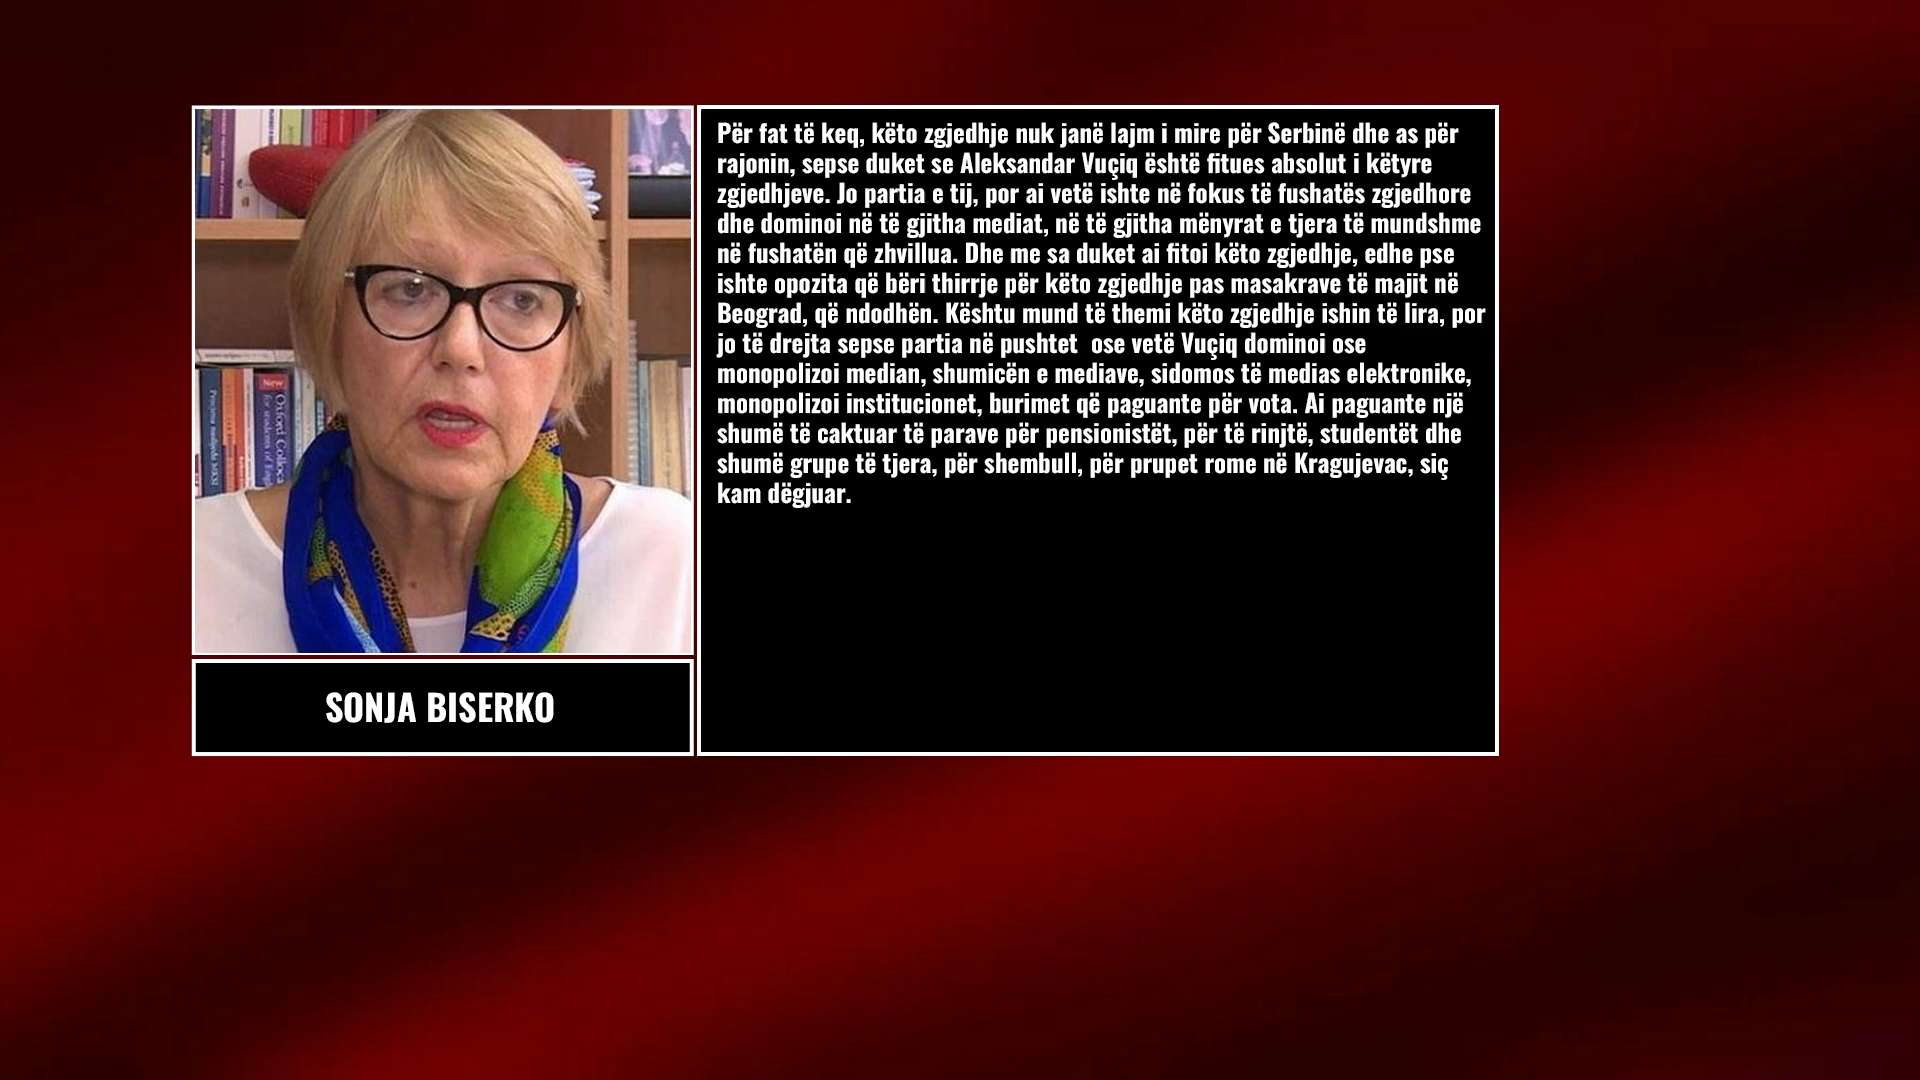 Për fat të keq, këto zgjedhje nuk janë lajm i mire për Serbinë dhe as për
rajonin, sepse duket se Aleksandar Vuçiq është fitues absolut i këtyre
zgjedhjeve. Jo partia e tij, por ai vetë ishte në fokus të fushatës zgjedhore
dhe dominoi në të gjitha mediat, në të gjitha mënyrat e tjera të mundshme
në fushatën që zhvillua. Dhe me sa duket ai fitoi këto zgjedhje, edhe pse
ishte opozita që bëri thirrje për këto zgjedhje pas masakrave të majit në
Beograd, që ndodhën. Kështu mund të themi këto zgjedhje ishin të lira, por
jo të drejta sepse partia në pushtet  ose vetë Vuçiq dominoi ose
monopolizoi median, shumicën e mediave, sidomos të medias elektronike,
monopolizoi institucionet, burimet që paguante për vota. Ai paguante një
shumë të caktuar të parave për pensionistët, për të rinjtë, studentët dhe
shumë grupe të tjera, për shembull, për prupet rome në Kragujevac, siç
kam dëgjuar.
New
Oxford Colloca
for students of Engl
SONJA BISERKO